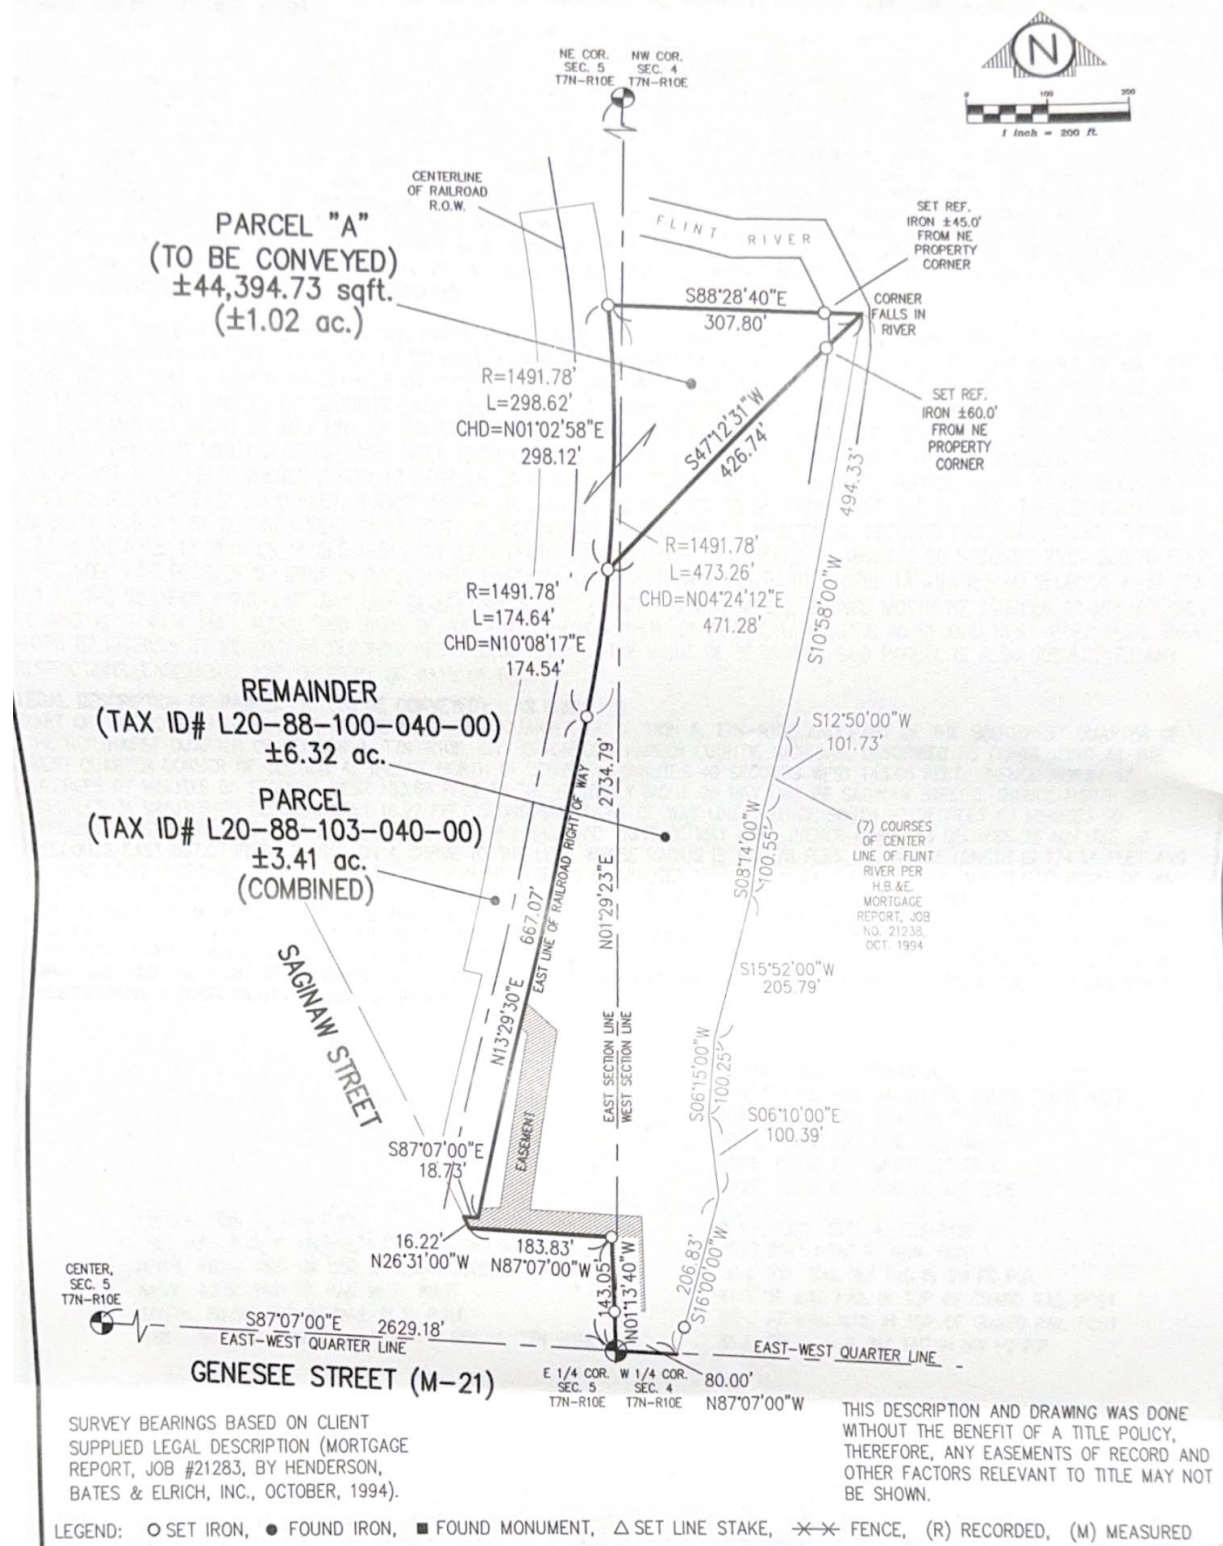 NE COR.
SEC. 5
T7N-R10E
NW COR.
SEC. 4
T7N-R10E
N
0 100 200
1 inch = 200 ft.
CENTERLINE
OF RAILROAD
R.O.W.
FLINT RIVER
SET REF.
IRON ±45.0'
FROM NE
PROPERTY
CORNER
PARCEL "A"
(TO BE CONVEYED)
±44,394.73 sqft.
(±1.02 ac.)
S88°28'40"E
307.80'
CORNER
FALLS IN
RIVER
R=1491.78'
L=298.62'
CHD=N01°02'58"E
298.12'
S47°12'31"W
426.74'
SET REF.
IRON ±60.0'
FROM NE
PROPERTY
CORNER
494.33'
S10°58'00"W
R=1491.78'
L=473.26'
CHD=N04°24'12"E
471.28'
R=1491.78'
L=174.64'
CHD=N10°08'17"E
174.54'
REMAINDER
(TAX ID# L20-88-100-040-00)
±6.32 ac.
S12°50'00"W
101.73'
PARCEL
(TAX ID# L20-88-103-040-00)
±3.41 ac.
(COMBINED)
667.07'
N13°29'30"E
EAST LINE OF RAILROAD RIGHT OF WAY
2734.79
N01°29'23"E
EAST SECTION LINE
WEST SECTION LINE
S08°14'00"W
100.55'
(7) COURSES
OF CENTER
LINE OF FLINT
RIVER PER
H.B.&E.
MORTGAGE
REPORT, JOB
NO. 21238,
OCT. 1994
SAGINAW STREET
S15°52'00"W
205.79'
S06°15'00"W
100.25'
S06°10'00"E
100.39'
EASEMENT
S87°07'00"E
18.73'
16.22'
N26°31'00"W
183.83'
N87°07'00"W
143.05'
N01°13'40"W
206.83'
S16°00'00"W
CENTER,
SEC. 5
T7N-R10E
S87°07'00"E 2629.18'
EAST-WEST QUARTER LINE
EAST-WEST QUARTER LINE
GENESEE STREET (M-21)
E 1/4 COR.
SEC. 5
T7N-R10E
W 1/4 COR.
SEC. 4
T7N-R10E
80.00'
N87°07'00"W
SURVEY BEARINGS BASED ON CLIENT
SUPPLIED LEGAL DESCRIPTION (MORTGAGE
REPORT, JOB #21283, BY HENDERSON,
BATES & ELRICH, INC., OCTOBER, 1994).
THIS DESCRIPTION AND DRAWING WAS DONE
WITHOUT THE BENEFIT OF A TITLE POLICY,
THEREFORE, ANY EASEMENTS OF RECORD AND
OTHER FACTORS RELEVANT TO TITLE MAY NOT
BE SHOWN.
LEGEND: SET IRON, FOUND IRON, FOUND MONUMENT, SET LINE STAKE, FENCE, (R) RECORDED, (M) MEASURED